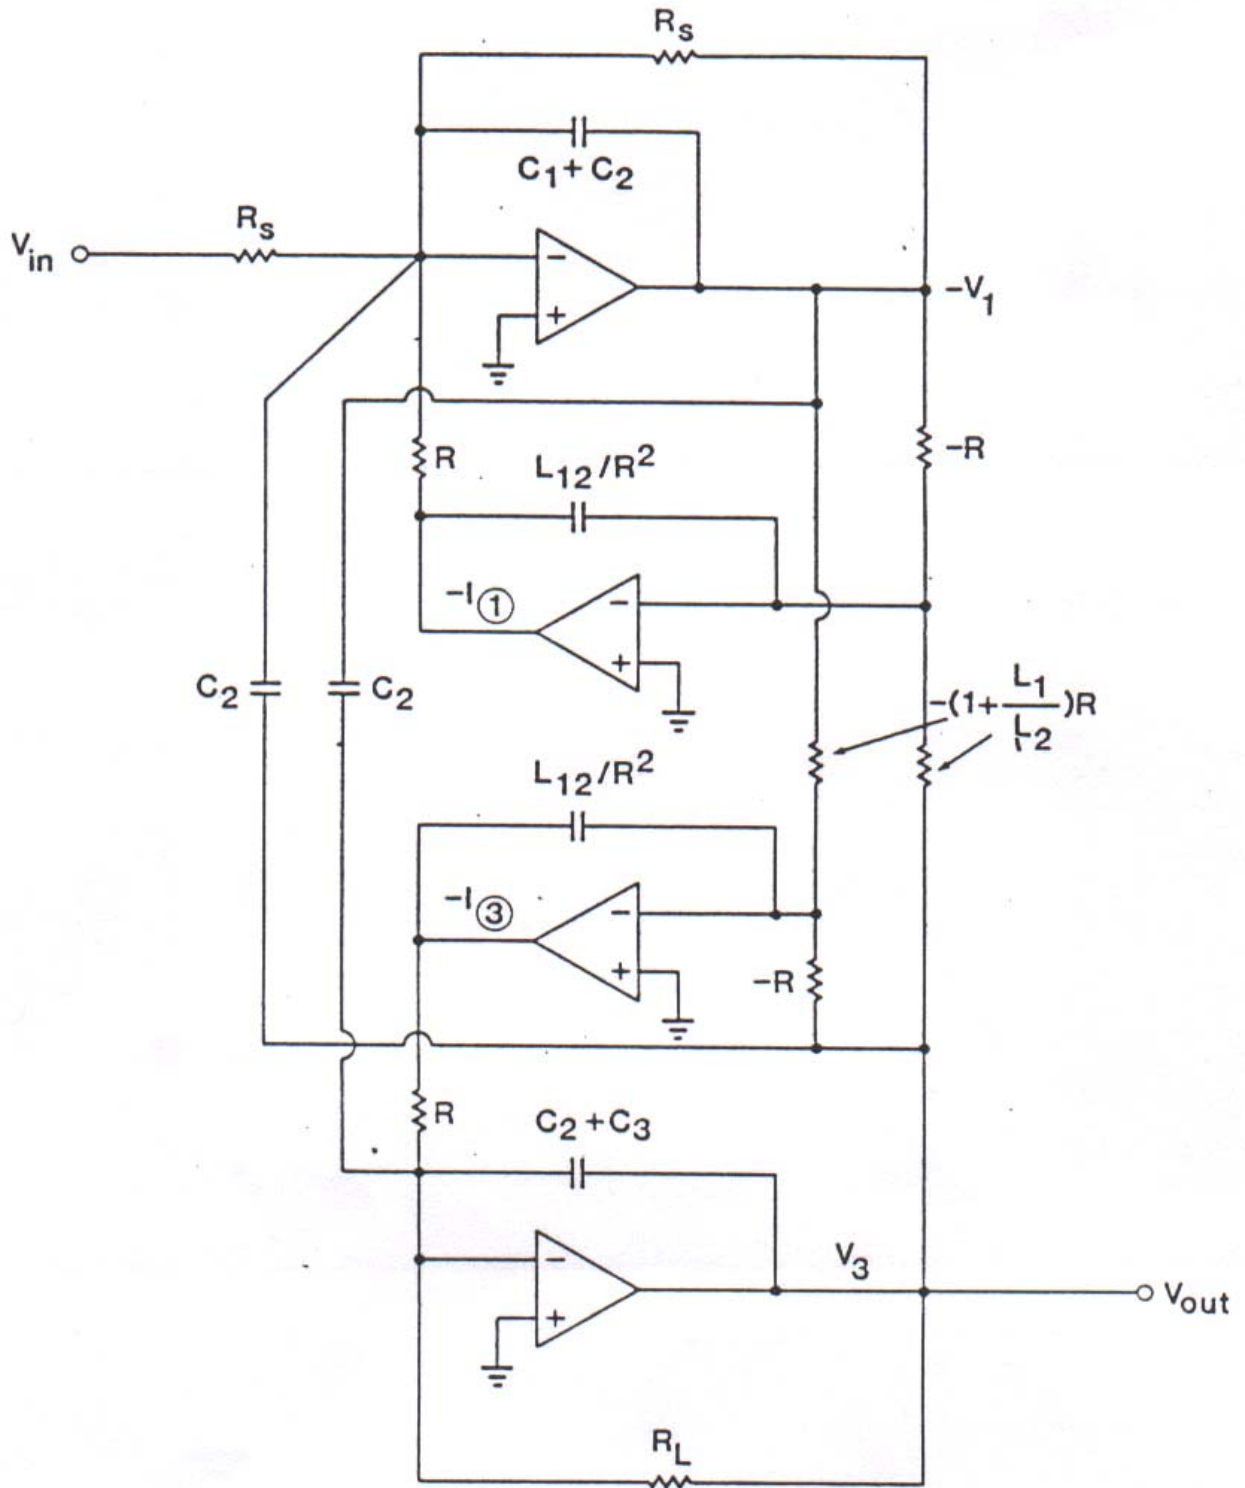 Rs
C1 + C2
Rs
Vin
−
+
-V1
R
-R
L12/R²
-I①
−
+
C2
C2
-(1+L1/L2)R
L12/R²
-I③
−
+
-R
R
C2 + C3
−
+
V3
Vout
RL